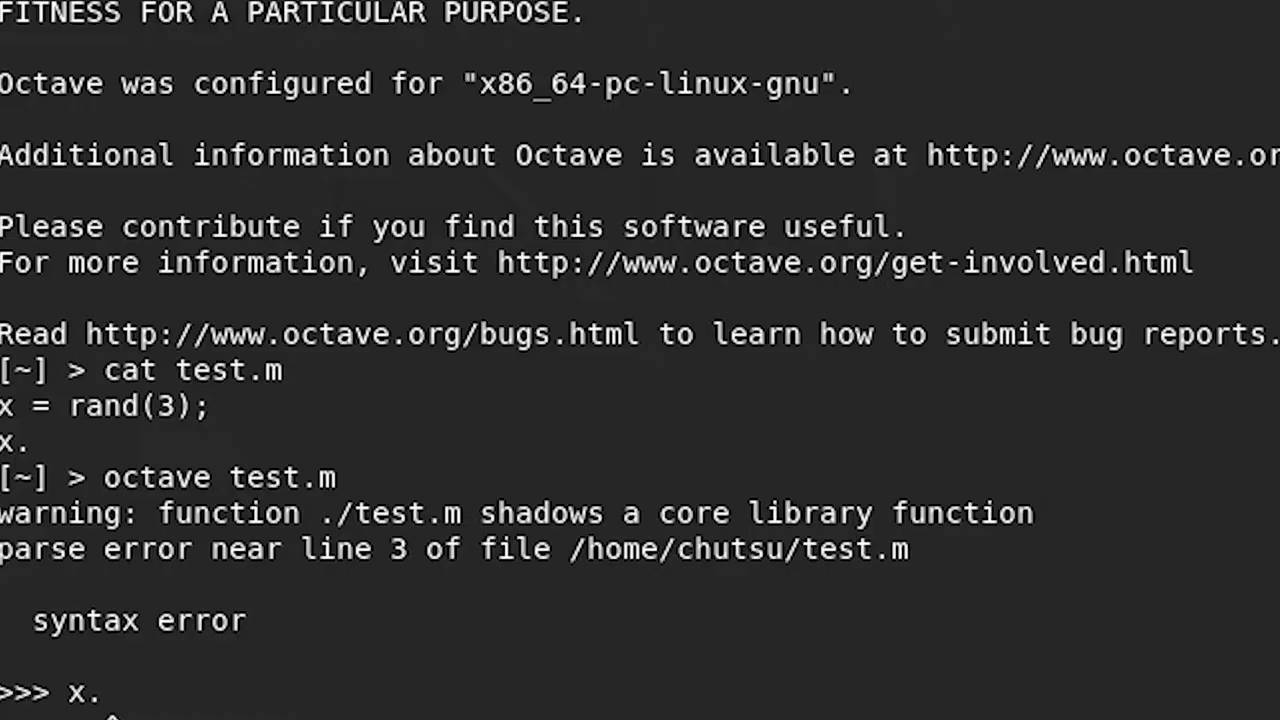 FITNESS FOR A PARTICULAR PURPOSE.
Octave was configured for "x86_64-pc-linux-gnu".
Additional information about Octave is available at http://www.octave.or
Please contribute if you find this software useful.
For more information, visit http://www.octave.org/get-involved.html
Read http://www.octave.org/bugs.html to learn how to submit bug reports.
[~] > cat test.m
x = rand(3);
x.
[~] > octave test.m
warning: function ./test.m shadows a core library function
parse error near line 3 of file /home/chutsu/test.m
syntax error
>>> x.
^